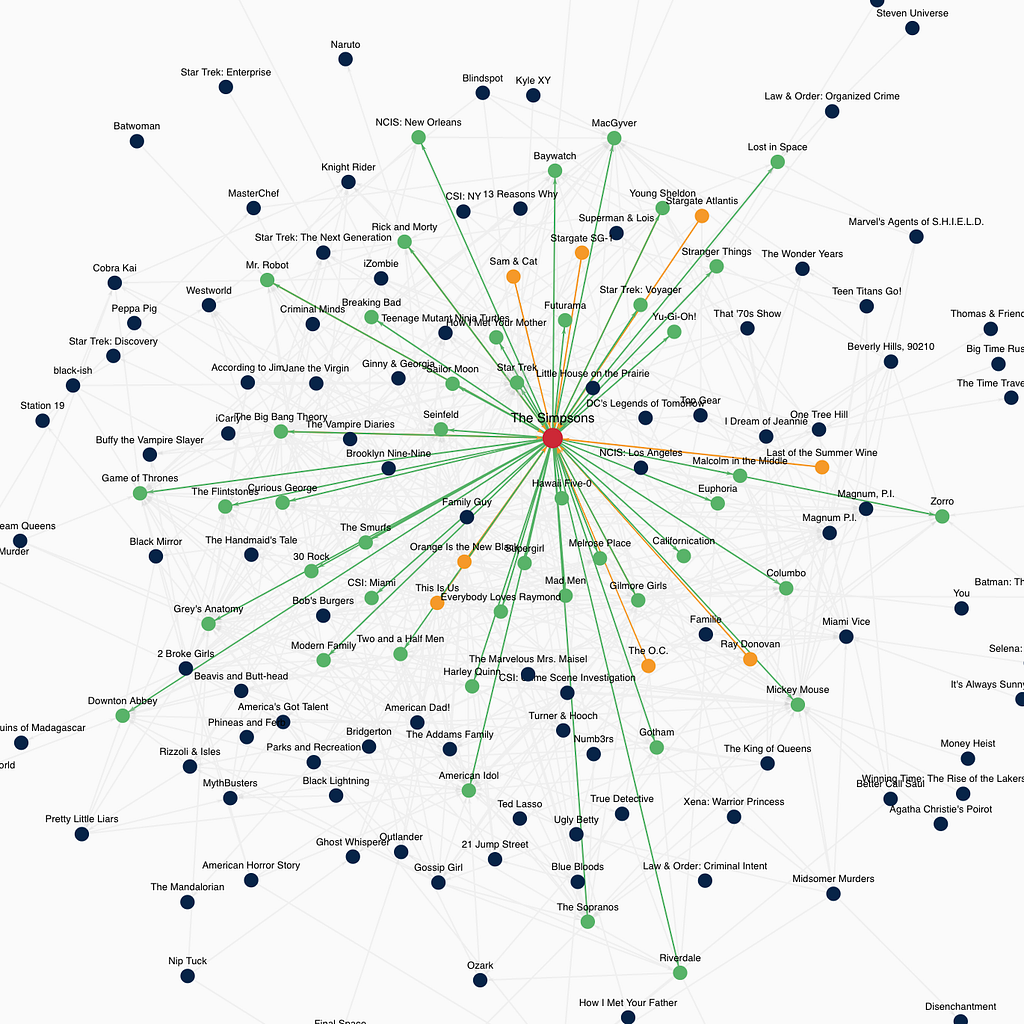 Steven Universe
Naruto
Star Trek: Enterprise
Blindspot
Kyle XY
Law & Order: Organized Crime
Batwoman
NCIS: New Orleans
MacGyver
Lost in Space
Baywatch
Knight Rider
MasterChef
CSI: NY
13 Reasons Why
Young Sheldon
Stargate Atlantis
Superman & Lois
Marvel's Agents of S.H.I.E.L.D.
Rick and Morty
Star Trek: The Next Generation
Stargate SG-1
Stranger Things
The Wonder Years
Cobra Kai
Mr. Robot
iZombie
Sam & Cat
Westworld
Star Trek: Voyager
Teen Titans Go!
Peppa Pig
Criminal Minds
Breaking Bad
Teenage Mutant Ninja Turtles
How I Met Your Mother
Futurama
Yu-Gi-Oh!
That '70s Show
Thomas & Friend
Star Trek: Discovery
Beverly Hills, 90210
Big Time Rus
black-ish
According to Jim
Jane the Virgin
Ginny & Georgia
Sailor Moon
Star Trek
Little House on the Prairie
The Time Trave
Station 19
iCarly
The Big Bang Theory
The Vampire Diaries
Seinfeld
The Simpsons
DC's Legends of Tomorrow
Top Gear
I Dream of Jeannie
One Tree Hill
Buffy the Vampire Slayer
Brooklyn Nine-Nine
NCIS: Los Angeles
Malcolm in the Middle
Last of the Summer Wine
Game of Thrones
The Flintstones
Curious George
Hawaii Five-0
Euphoria
Magnum, P.I.
Zorro
Family Guy
Magnum P.I.
eam Queens
Murder
Black Mirror
The Handmaid's Tale
The Smurfs
Orange Is the New Black
Supergirl
Melrose Place
Californication
30 Rock
CSI: Miami
This Is Us
Everybody Loves Raymond
Mad Men
Gilmore Girls
Columbo
Batman: Th
You
Grey's Anatomy
Bob's Burgers
Familie
Miami Vice
2 Broke Girls
Modern Family
Two and a Half Men
The Marvelous Mrs. Maisel
The O.C.
Ray Donovan
Selena:
Beavis and Butt-head
Harley Quinn
Mickey Mouse
It's Always Sunny
Downton Abbey
America's Got Talent
American Dad!
Turner & Hooch
uins of Madagascar
Bridgerton
The Addams Family
Numb3rs
Gotham
The King of Queens
Money Heist
orld
Rizzoli & Isles
Parks and Recreation
MythBusters
Black Lightning
American Idol
Better Call Saul
Winning Time: The Rise of the Lakers
Pretty Little Liars
Ted Lasso
Ugly Betty
True Detective
Xena: Warrior Princess
Agatha Christie's Poirot
Ghost Whisperer
Outlander
21 Jump Street
American Horror Story
Gossip Girl
Blue Bloods
Law & Order: Criminal Intent
Midsomer Murders
The Mandalorian
The Sopranos
Nip Tuck
Ozark
Riverdale
How I Met Your Father
Disenchantment
Final Space